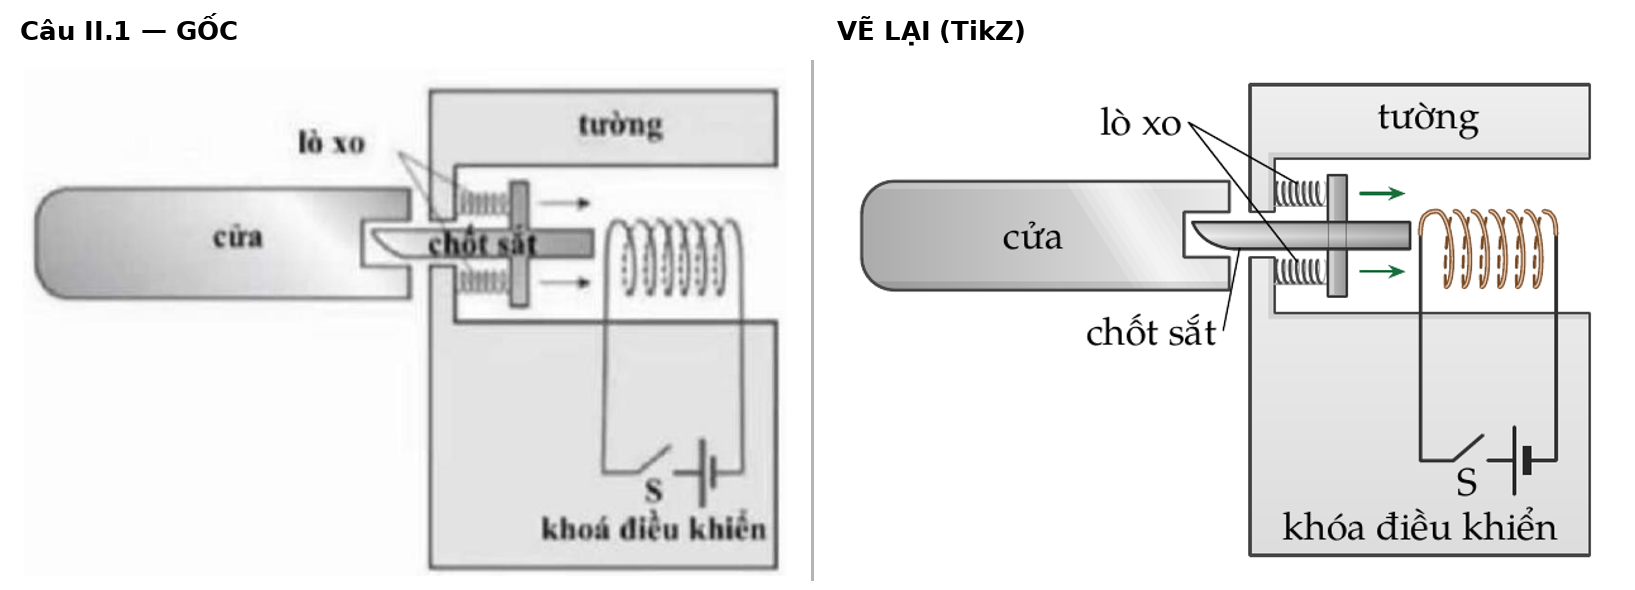 Câu II.1 — GỐC
tường
lò xo
cửa
chốt sắt
S
khoá điều khiển
VẼ LẠI (TikZ)
tường
lò xo
cửa
chốt sắt
S
khóa điều khiển